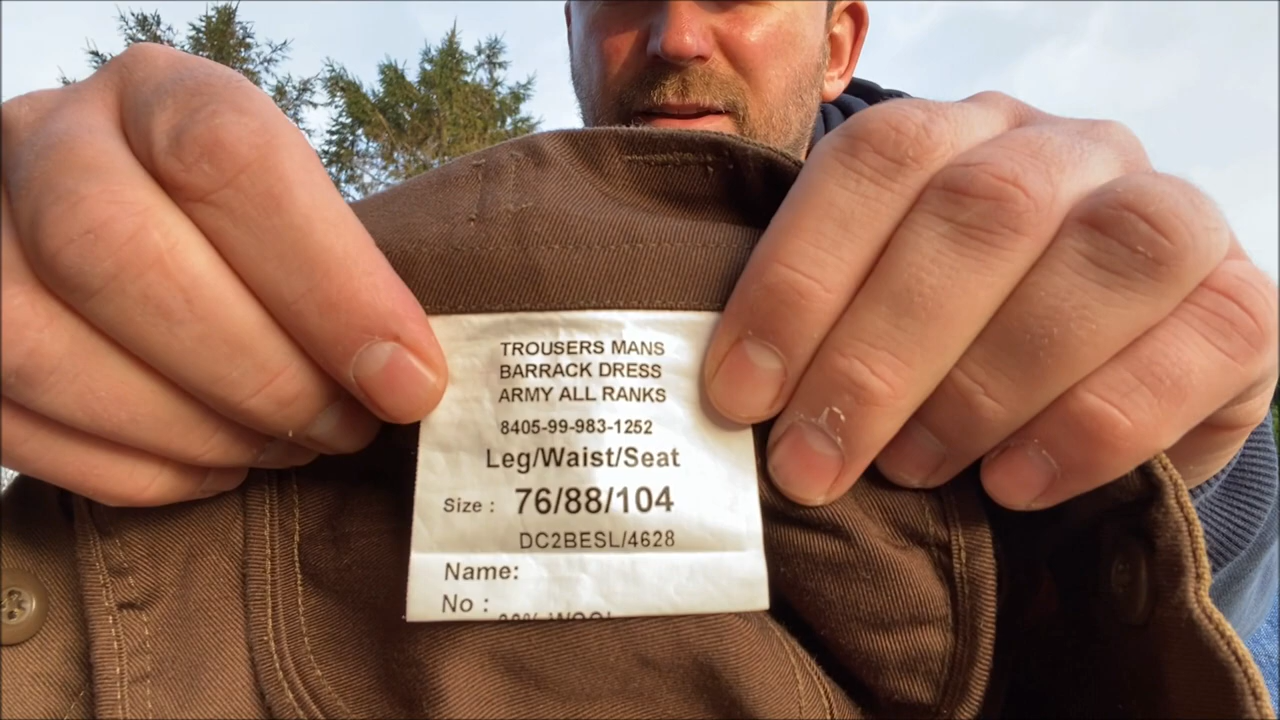 TROUSERS MANS
BARRACK DRESS
ARMY ALL RANKS
8405-99-983-1252
Leg/Waist/Seat
Size : 76/88/104
DC2BESL/4628
Name:
No :
WOOL